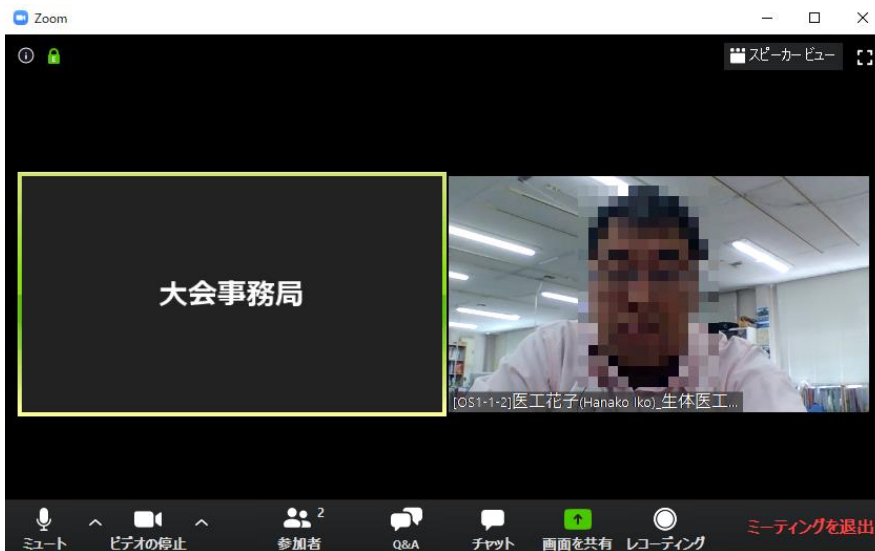 Zoom
スピーカー ビュー
大会事務局
[OS1-1-2]医工花子(Hanako Iko)_生体医工...
ミュート
ビデオの停止
2
参加者
Q&A
チャット
画面を共有
レコーディング
ミーティングを退出